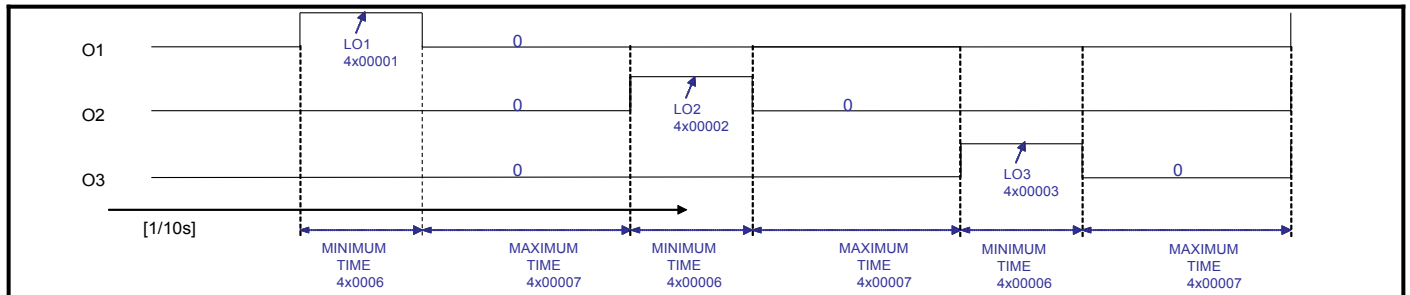 O1
LO1
4x00001
0
O2
0
LO2
4x00002
0
O3
0
LO3
4x00003
0
[1/10s]
MINIMUM
TIME
4x0006
MAXIMUM
TIME
4x00007
MINIMUM
TIME
4x00006
MAXIMUM
TIME
4x00007
MINIMUM
TIME
4x00006
MAXIMUM
TIME
4x00007